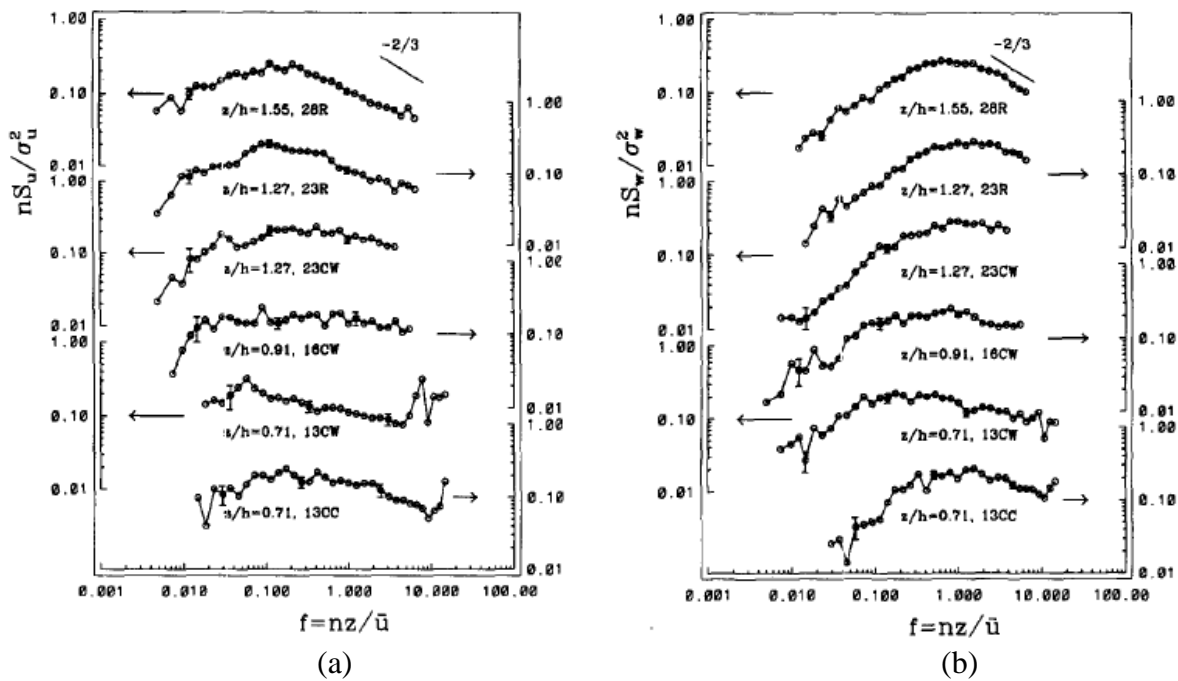 1.00
0.10
0.01
1.00
0.10
0.01
1.00
0.10
0.01
nS_u/σ_u^2
−2/3
z/h=1.55, 28R
z/h=1.27, 23R
z/h=1.27, 23CW
z/h=0.91, 16CW
z/h=0.71, 13CW
z/h=0.71, 13CC
1.00
0.10
0.01
1.00
0.10
0.01
1.00
0.10
0.01
0.001 0.010 0.100 1.000 10.00 100.00
f=nz/ū
(a)
1.00
0.10
0.01
1.00
0.10
0.01
1.00
0.10
0.01
nS_w/σ_w^2
−2/3
z/h=1.55, 28R
z/h=1.27, 23R
z/h=1.27, 23CW
z/h=0.91, 16CW
z/h=0.71, 13CW
z/h=0.71, 13CC
1.00
0.10
0.01
1.00
0.10
0.01
1.00
0.10
0.01
0.001 0.010 0.100 1.000 10.00 100.00
f=nz/ū
(b)